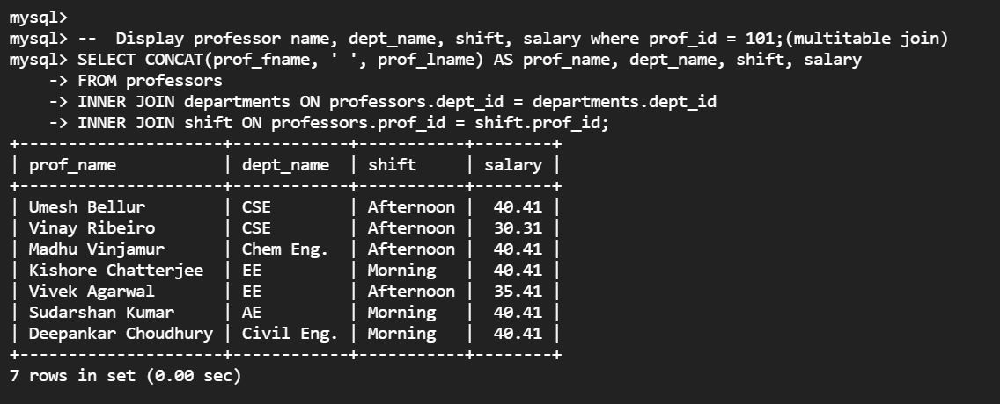 mysql>
mysql> --  Display professor name, dept_name, shift, salary where prof_id = 101;(multitable join)
mysql> SELECT CONCAT(prof_fname, ' ', prof_lname) AS prof_name, dept_name, shift, salary
    -> FROM professors
    -> INNER JOIN departments ON professors.dept_id = departments.dept_id
    -> INNER JOIN shift ON professors.prof_id = shift.prof_id;
+---------------------+------------+-----------+--------+
| prof_name           | dept_name  | shift     | salary |
+---------------------+------------+-----------+--------+
| Umesh Bellur        | CSE        | Afternoon |  40.41 |
| Vinay Ribeiro       | CSE        | Afternoon |  30.31 |
| Madhu Vinjamur      | Chem Eng.  | Afternoon |  40.41 |
| Kishore Chatterjee  | EE         | Morning   |  40.41 |
| Vivek Agarwal       | EE         | Afternoon |  35.41 |
| Sudarshan Kumar     | AE         | Morning   |  40.41 |
| Deepankar Choudhury | Civil Eng. | Morning   |  40.41 |
+---------------------+------------+-----------+--------+
7 rows in set (0.00 sec)